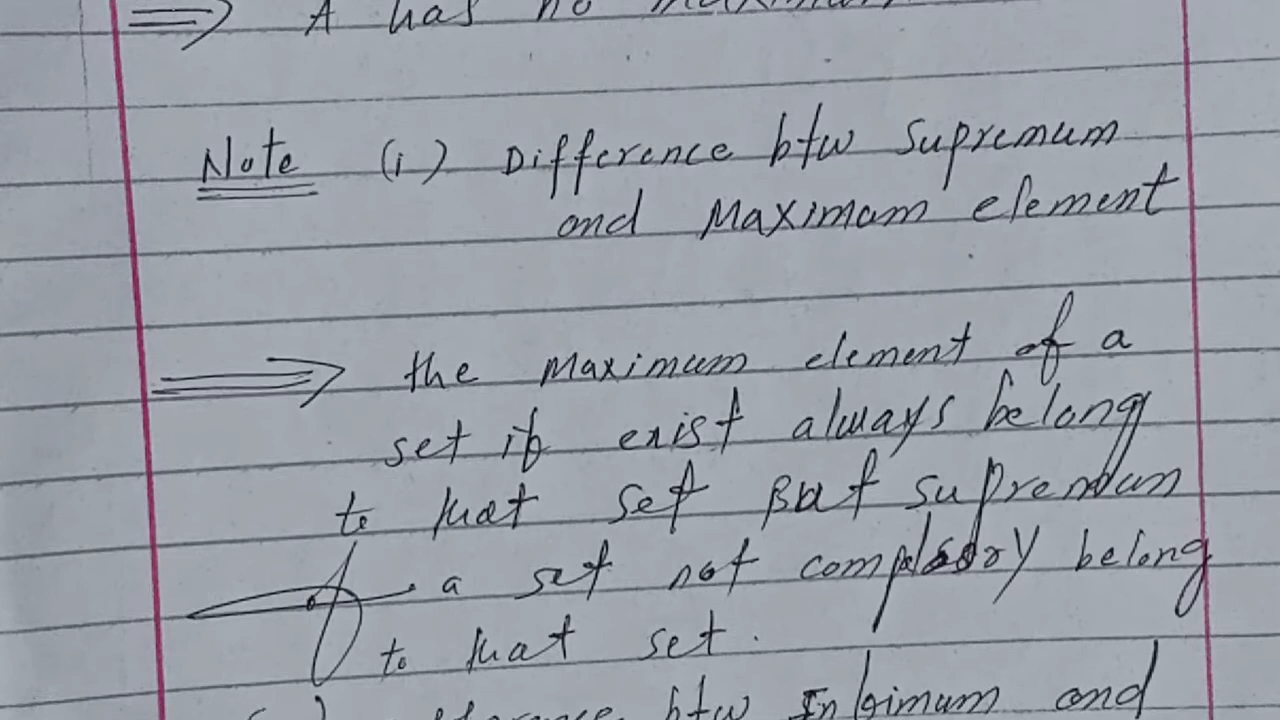 ⟹ A has no
Note (i) Difference btw Supremum
and Maximum element
⟹ the Maximum element of a
set if exist always belong
to that set But supremum
of a set not complsory belong
to that set.
btw Infimum and